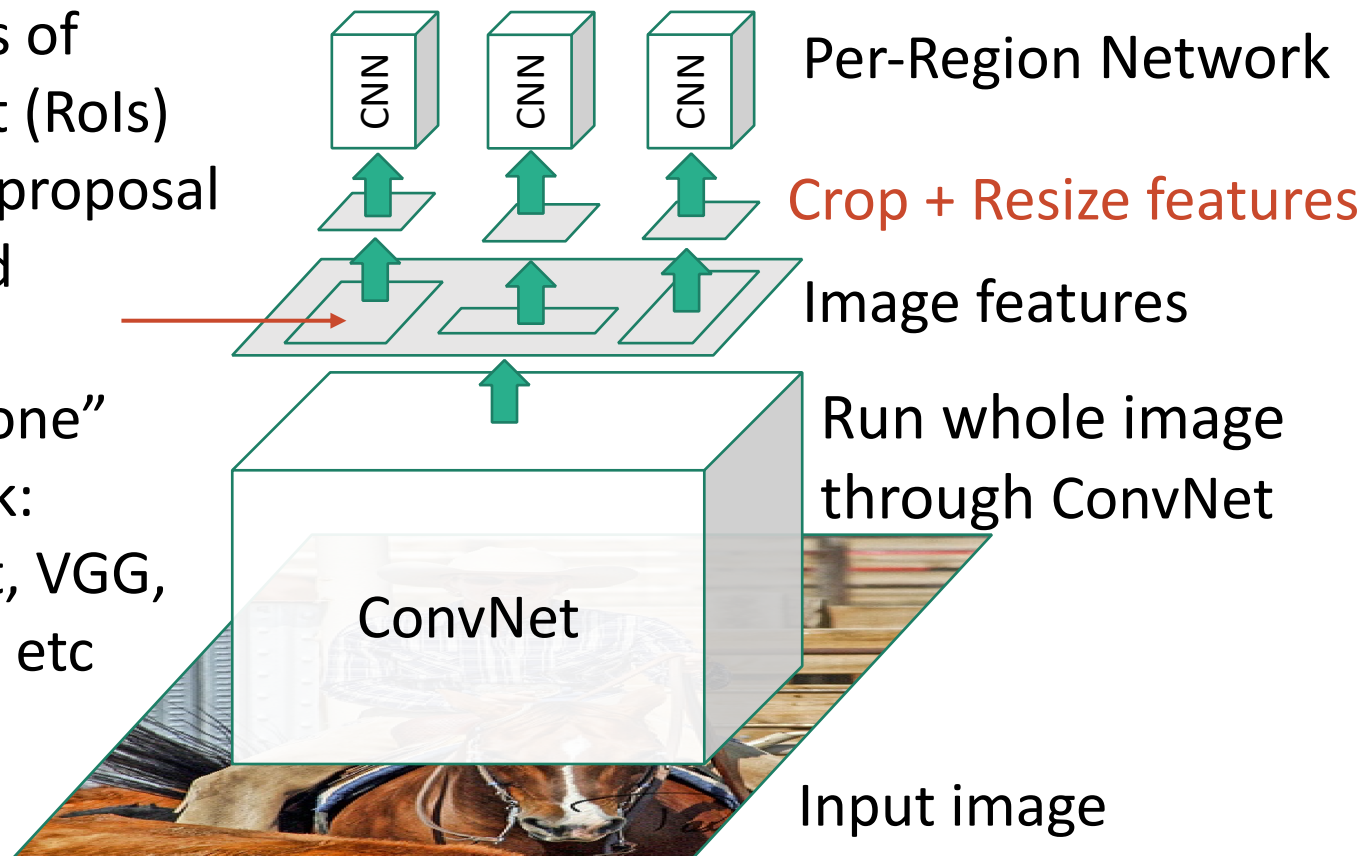 s of
t (RoIs)
proposal
d
one”
k:
t, VGG,
etc
CNN
CNN
CNN
Per-Region Network
Crop + Resize features
Image features
Run whole image
through ConvNet
ConvNet
Input image